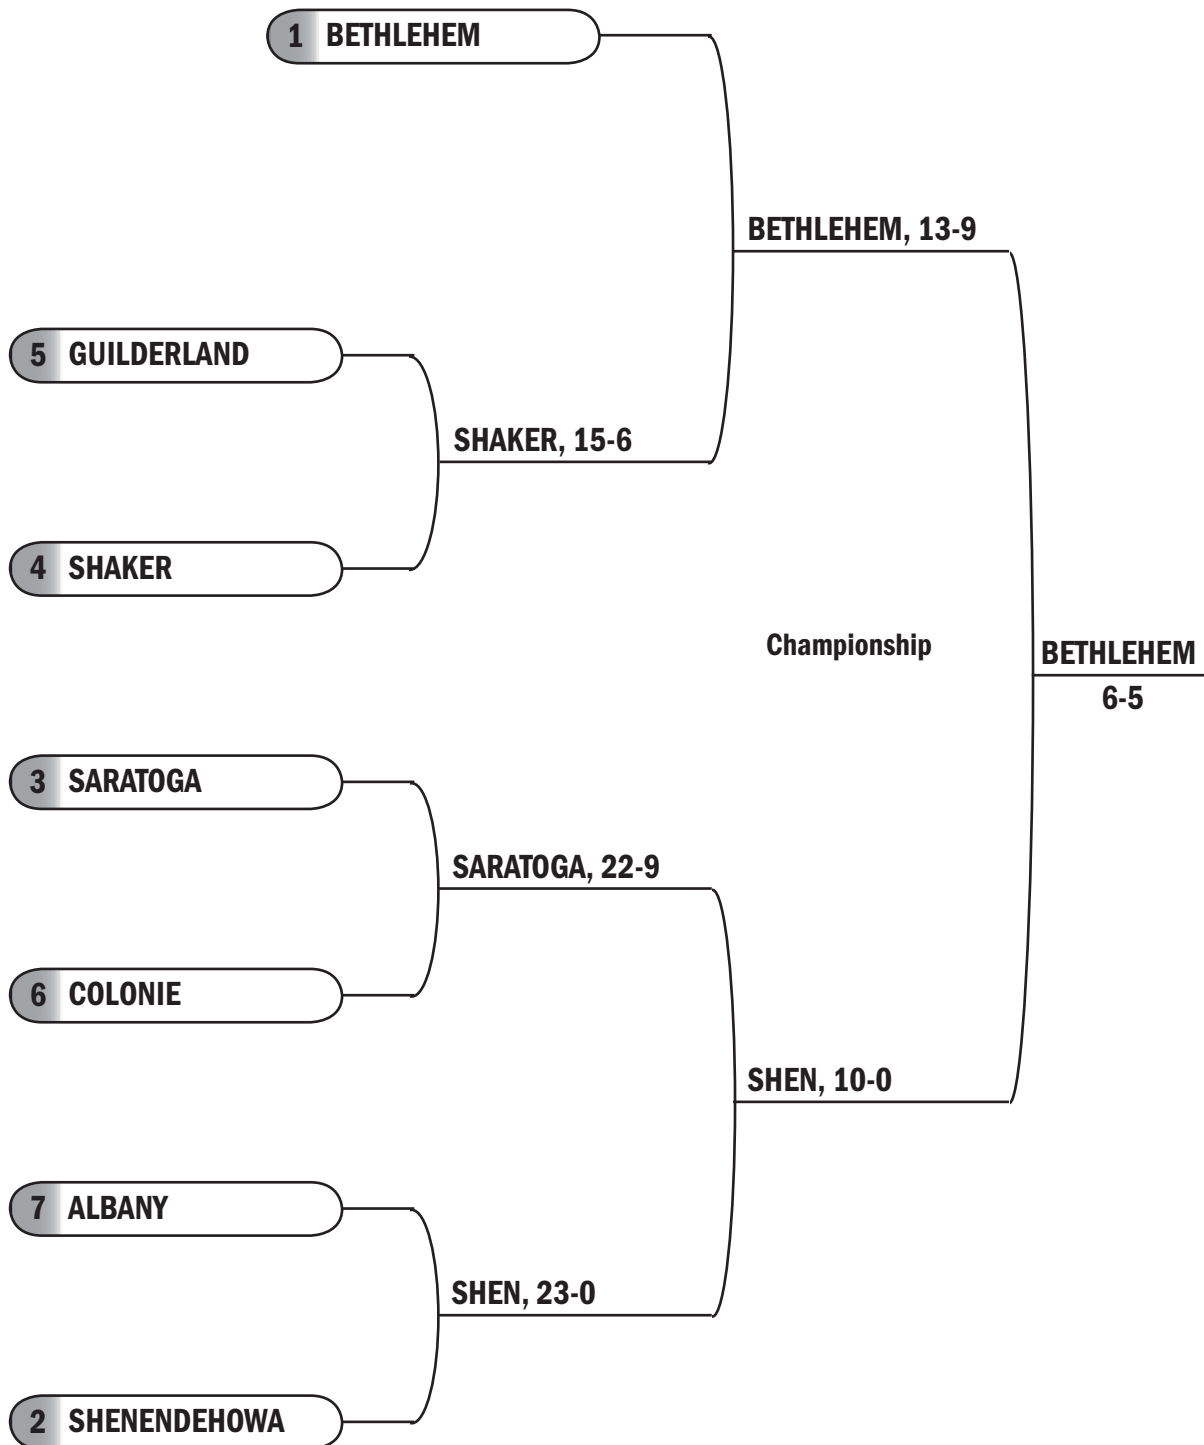 1 BETHLEHEM
BETHLEHEM, 13-9
5 GUILDERLAND
SHAKER, 15-6
4 SHAKER
Championship
BETHLEHEM
6-5
3 SARATOGA
SARATOGA, 22-9
6 COLONIE
SHEN, 10-0
7 ALBANY
SHEN, 23-0
2 SHENENDEHOWA